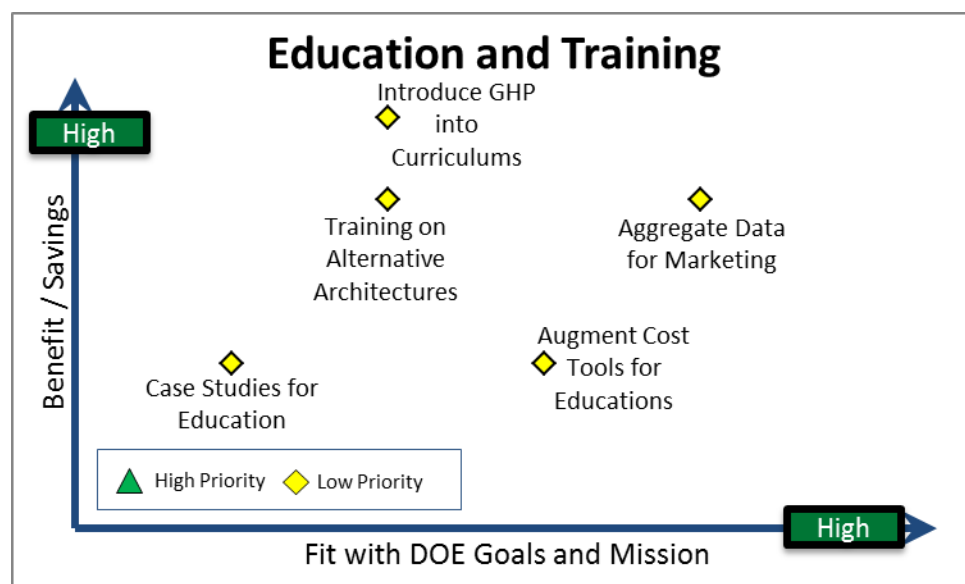 Education and Training
Introduce GHP
into
Curriculums
High
Benefit / Savings
Training on
Alternative
Architectures
Aggregate Data
for Marketing
Case Studies for
Education
Augment Cost
Tools for
Educations
High Priority
Low Priority
High
Fit with DOE Goals and Mission